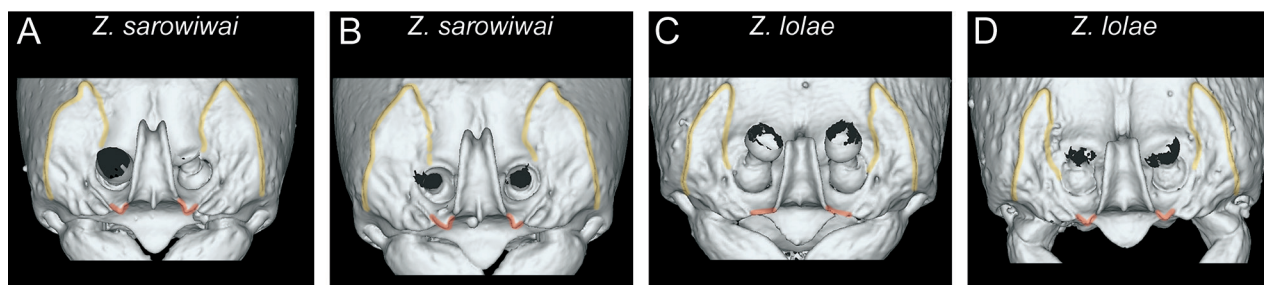 A Z. sarowiwai
B Z. sarowiwai
C Z. lolae
D Z. lolae